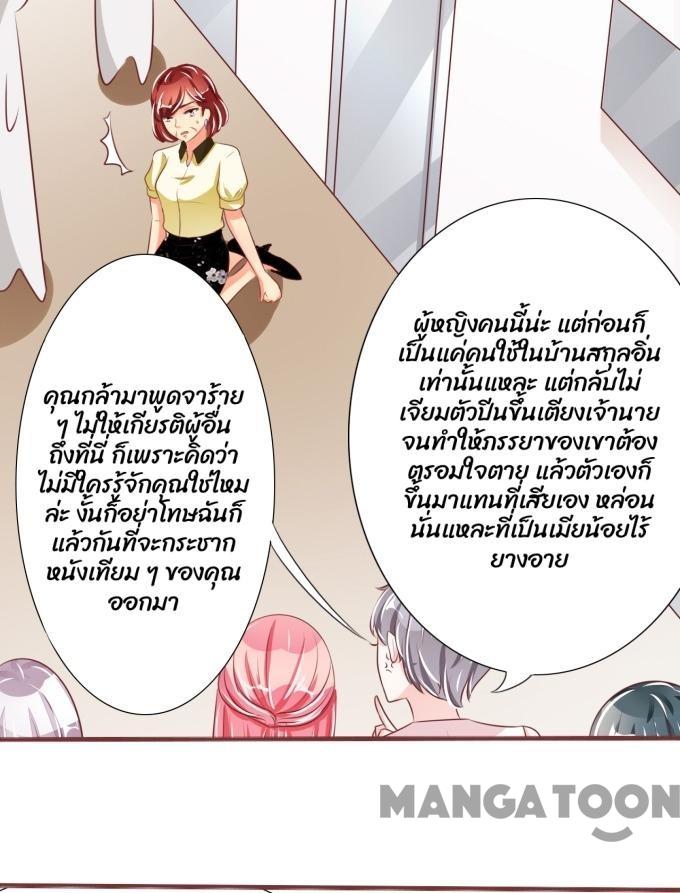 คุณกล้ามาพูดจาร้าย
ๆ ไม่ให้เกียรติผู้อื่น
ถึงที่นี่ ก็เพราะคิดว่า
ไม่มีใครรู้จักคุณใช่ไหม
ล่ะ งั้นก็อย่าโทษฉันก็
แล้วกันที่จะกระชาก
หนังเทียม ๆ ของคุณ
ออกมา
ผู้หญิงคนนี้น่ะ แต่ก่อนก็
เป็นแค่คนใช้ในบ้านสกุลอิ่น
เท่านั้นแหละ แต่กลับไม่
เจียมตัวปีนขึ้นเตียงเจ้านาย
จนทำให้ภรรยาของเขาต้อง
ตรอมใจตาย แล้วตัวเองก็
ขึ้นมาแทนที่เสียเอง หล่อน
นั่นแหละที่เป็นเมียน้อยไร้
ยางอาย
MANGATOON